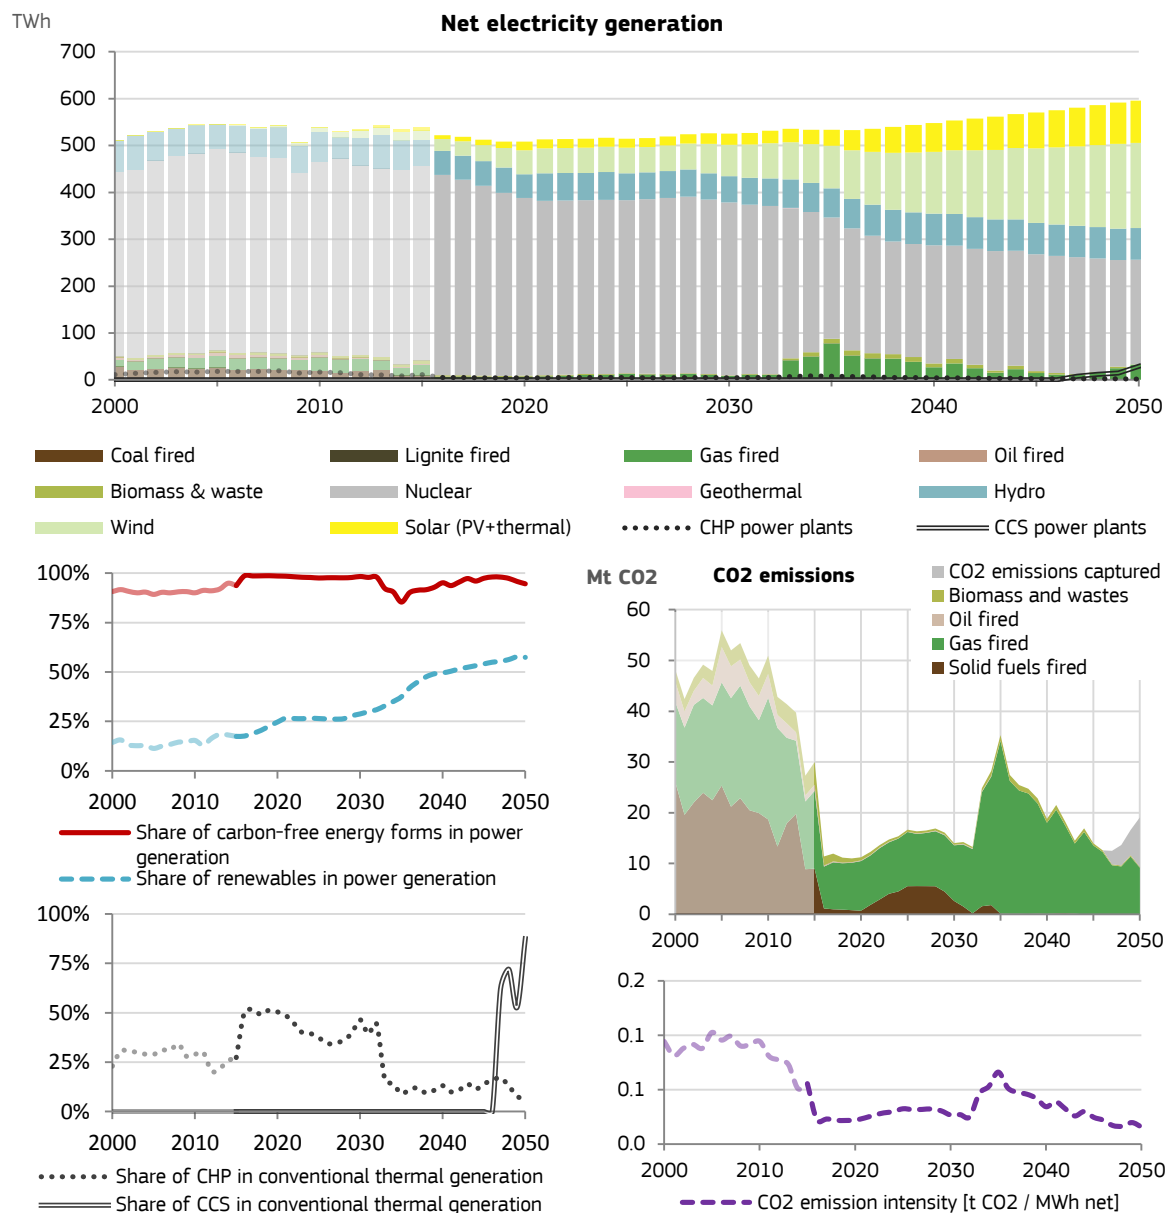 TWh
Net electricity generation
700
600
500
400
300
200
100
0
2000 2010 2020 2030 2040 2050
Coal fired Lignite fired Gas fired Oil fired
Biomass & waste Nuclear Geothermal Hydro
Wind Solar (PV+thermal) CHP power plants CCS power plants
100%
75%
50%
25%
0%
2000 2010 2020 2030 2040 2050
Share of carbon-free energy forms in power
generation
Share of renewables in power generation
Mt CO2 CO2 emissions
CO2 emissions captured
Biomass and wastes
Oil fired
Gas fired
Solid fuels fired
60
50
40
30
20
10
0
2000 2010 2020 2030 2040 2050
100%
75%
50%
25%
0%
2000 2010 2020 2030 2040 2050
Share of CHP in conventional thermal generation
Share of CCS in conventional thermal generation
0.2
0.1
0.1
0.0
2000 2010 2020 2030 2040 2050
CO2 emission intensity [t CO2 / MWh net]